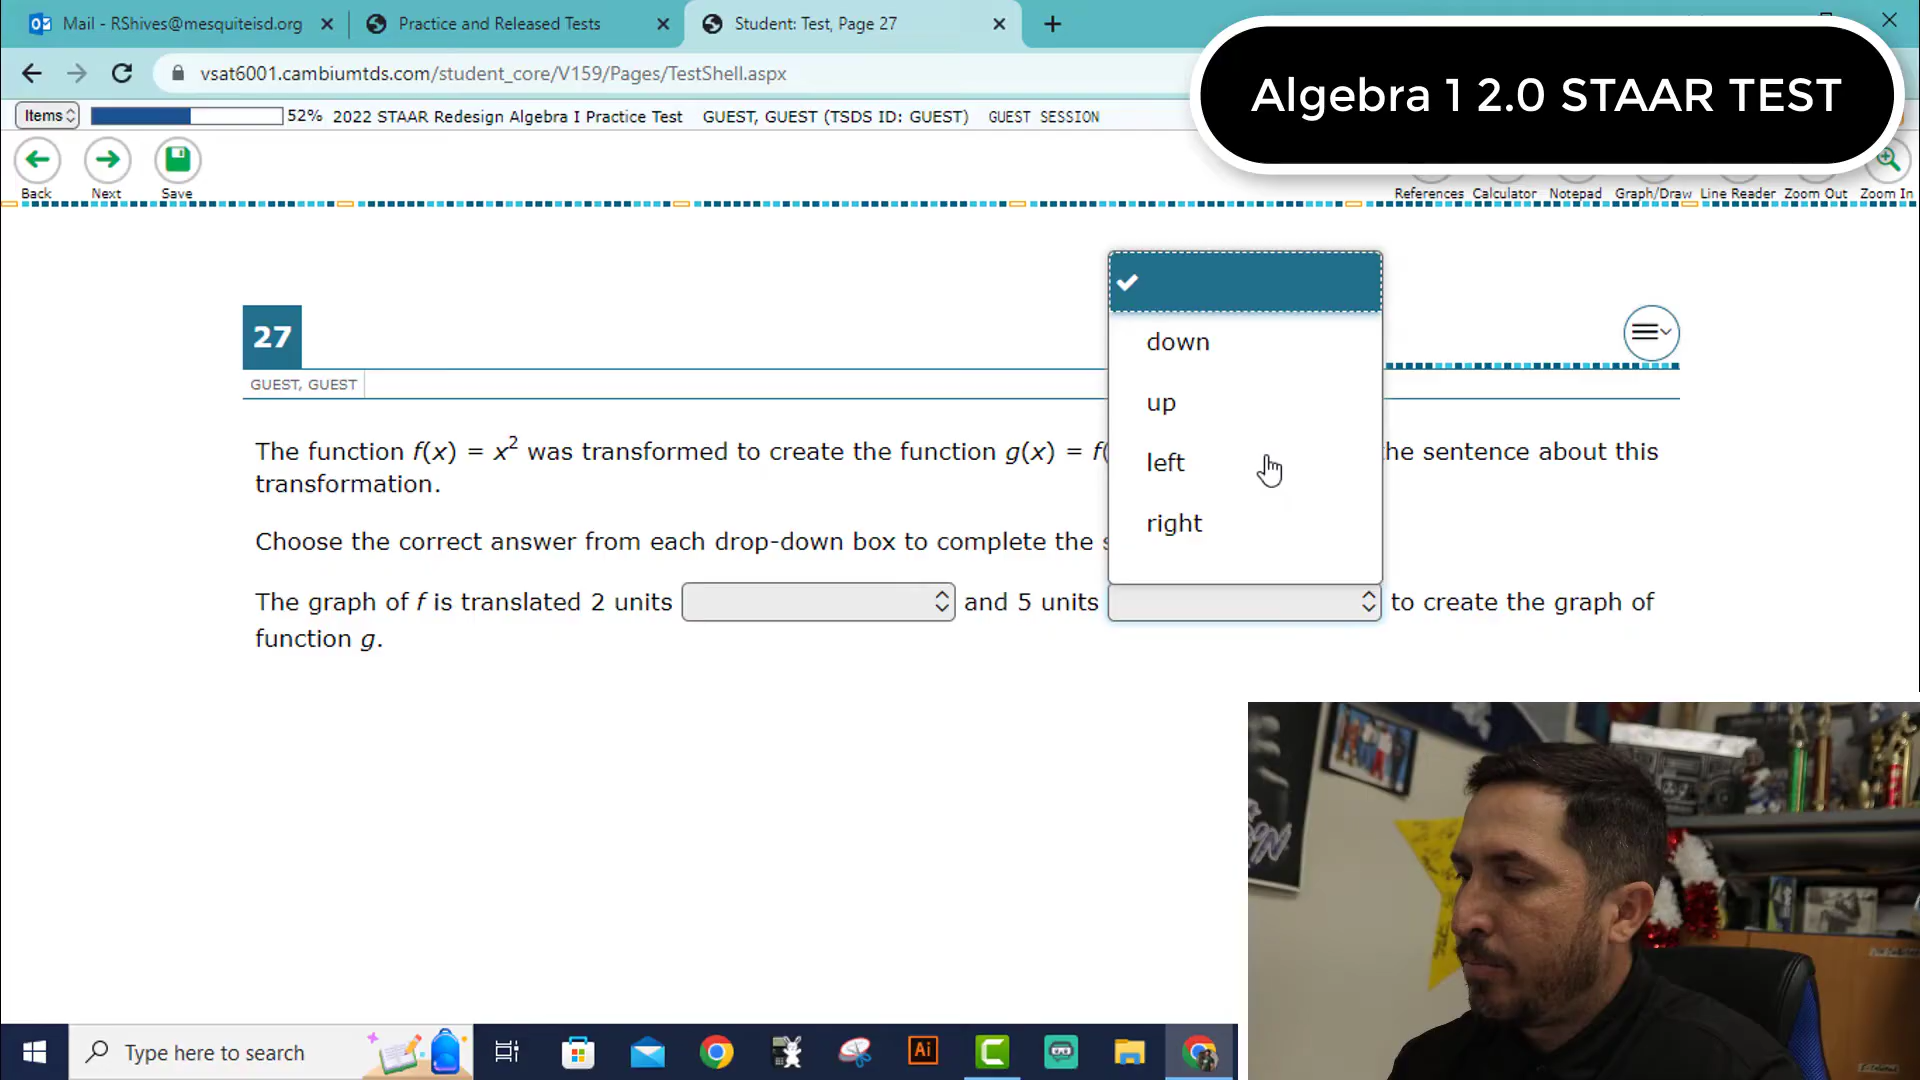 Mail - RShives@mesquiteisd.org
Practice and Released Tests
Student: Test, Page 27
vsat6001.cambiumtds.com/student_core/V159/Pages/TestShell.aspx
Algebra 1 2.0 STAAR TEST
Items
52%
2022 STAAR Redesign Algebra I Practice Test
GUEST, GUEST (TSDS ID: GUEST)
GUEST SESSION
Back
Next
Save
References
Calculator
Notepad
Graph/Draw
Line Reader
Zoom Out
Zoom In
27
GUEST, GUEST
down
up
left
right
The function f(x) = x² was transformed to create the function g(x) = f( he sentence about this
transformation.
Choose the correct answer from each drop-down box to complete the s
The graph of f is translated 2 units and 5 units to create the graph of
function g.
Type here to search
Ai